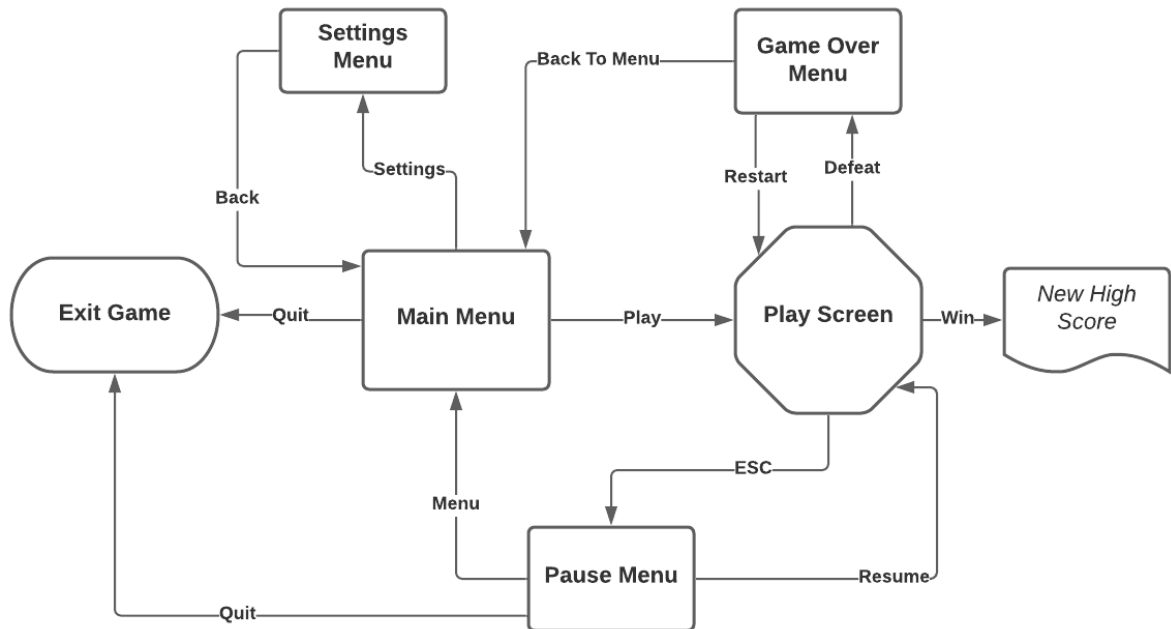 Settings
Menu
Game Over
Menu
Back To Menu
Settings
Restart
Defeat
Back
Exit Game
Quit
Main Menu
Play
Play Screen
Win
New High
Score
ESC
Menu
Pause Menu
Resume
Quit